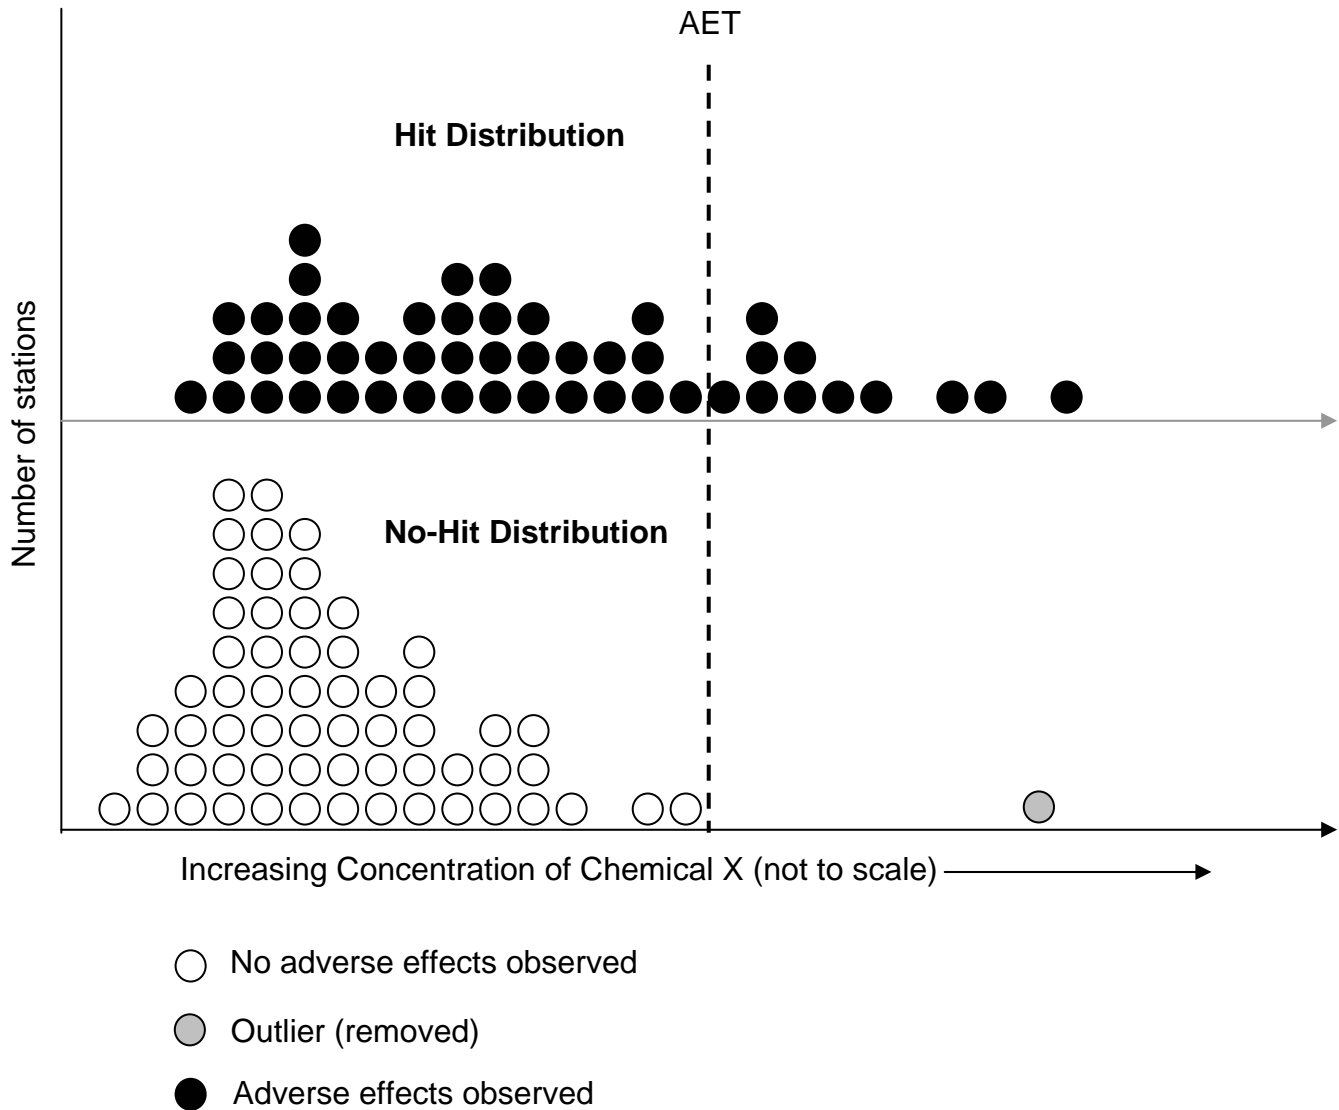 AET
Hit Distribution
Number of stations
No-Hit Distribution
Increasing Concentration of Chemical X (not to scale)
No adverse effects observed
Outlier (removed)
Adverse effects observed